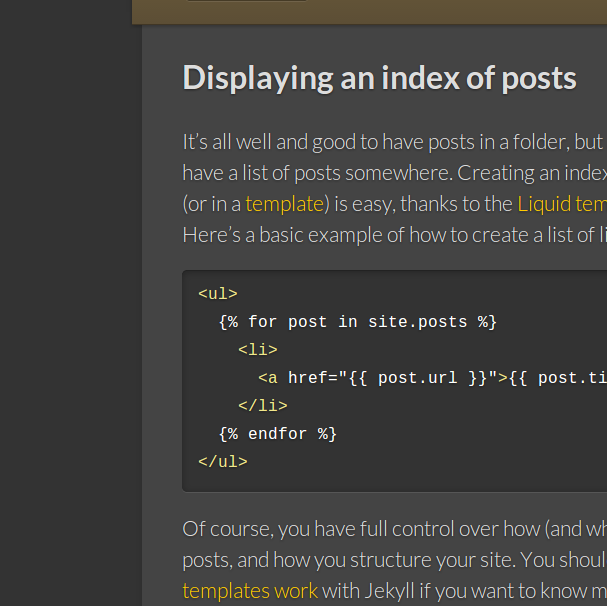 Displaying an index of posts
It’s all well and good to have posts in a folder, but
have a list of posts somewhere. Creating an index
(or in a template) is easy, thanks to the Liquid tem
Here’s a basic example of how to create a list of li
<ul>
  {% for post in site.posts %}
    <li>
      <a href="{{ post.url }}">{{ post.ti
    </li>
  {% endfor %}
</ul>
Of course, you have full control over how (and wh
posts, and how you structure your site. You shoul
templates work with Jekyll if you want to know m